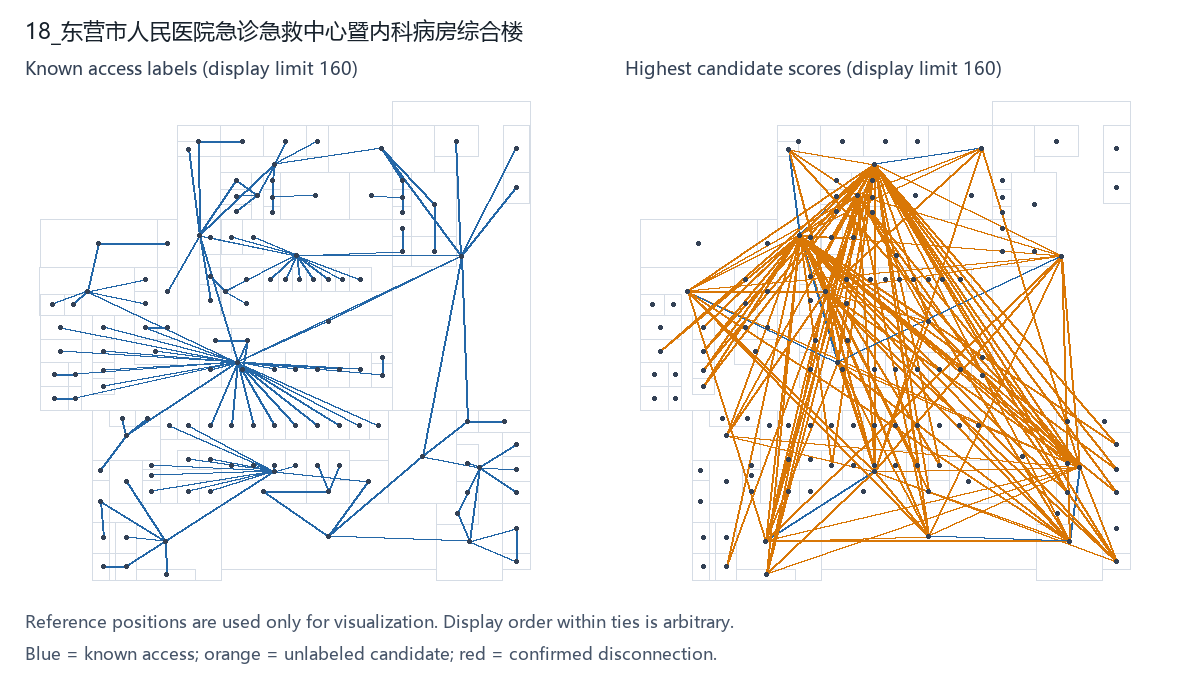 18_东营市人民医院急诊急救中心暨内科病房综合楼
Known access labels (display limit 160)
Highest candidate scores (display limit 160)
Reference positions are used only for visualization. Display order within ties is arbitrary.
Blue = known access; orange = unlabeled candidate; red = confirmed disconnection.